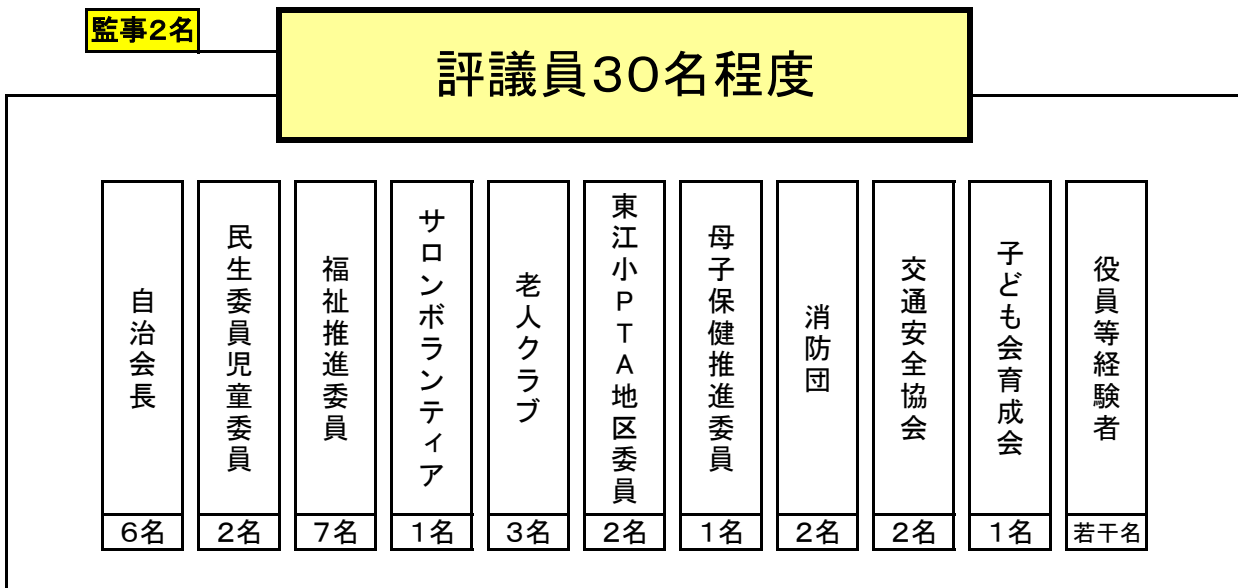 監事2名
評議員30名程度
自治会長
民生委員児童委員
福祉推進委員
サロンボランティア
老人クラブ
東江小PTA地区委員
母子保健推進委員
消防団
交通安全協会
子ども会育成会
役員等経験者
6名
2名
7名
1名
3名
2名
1名
2名
2名
1名
若干名